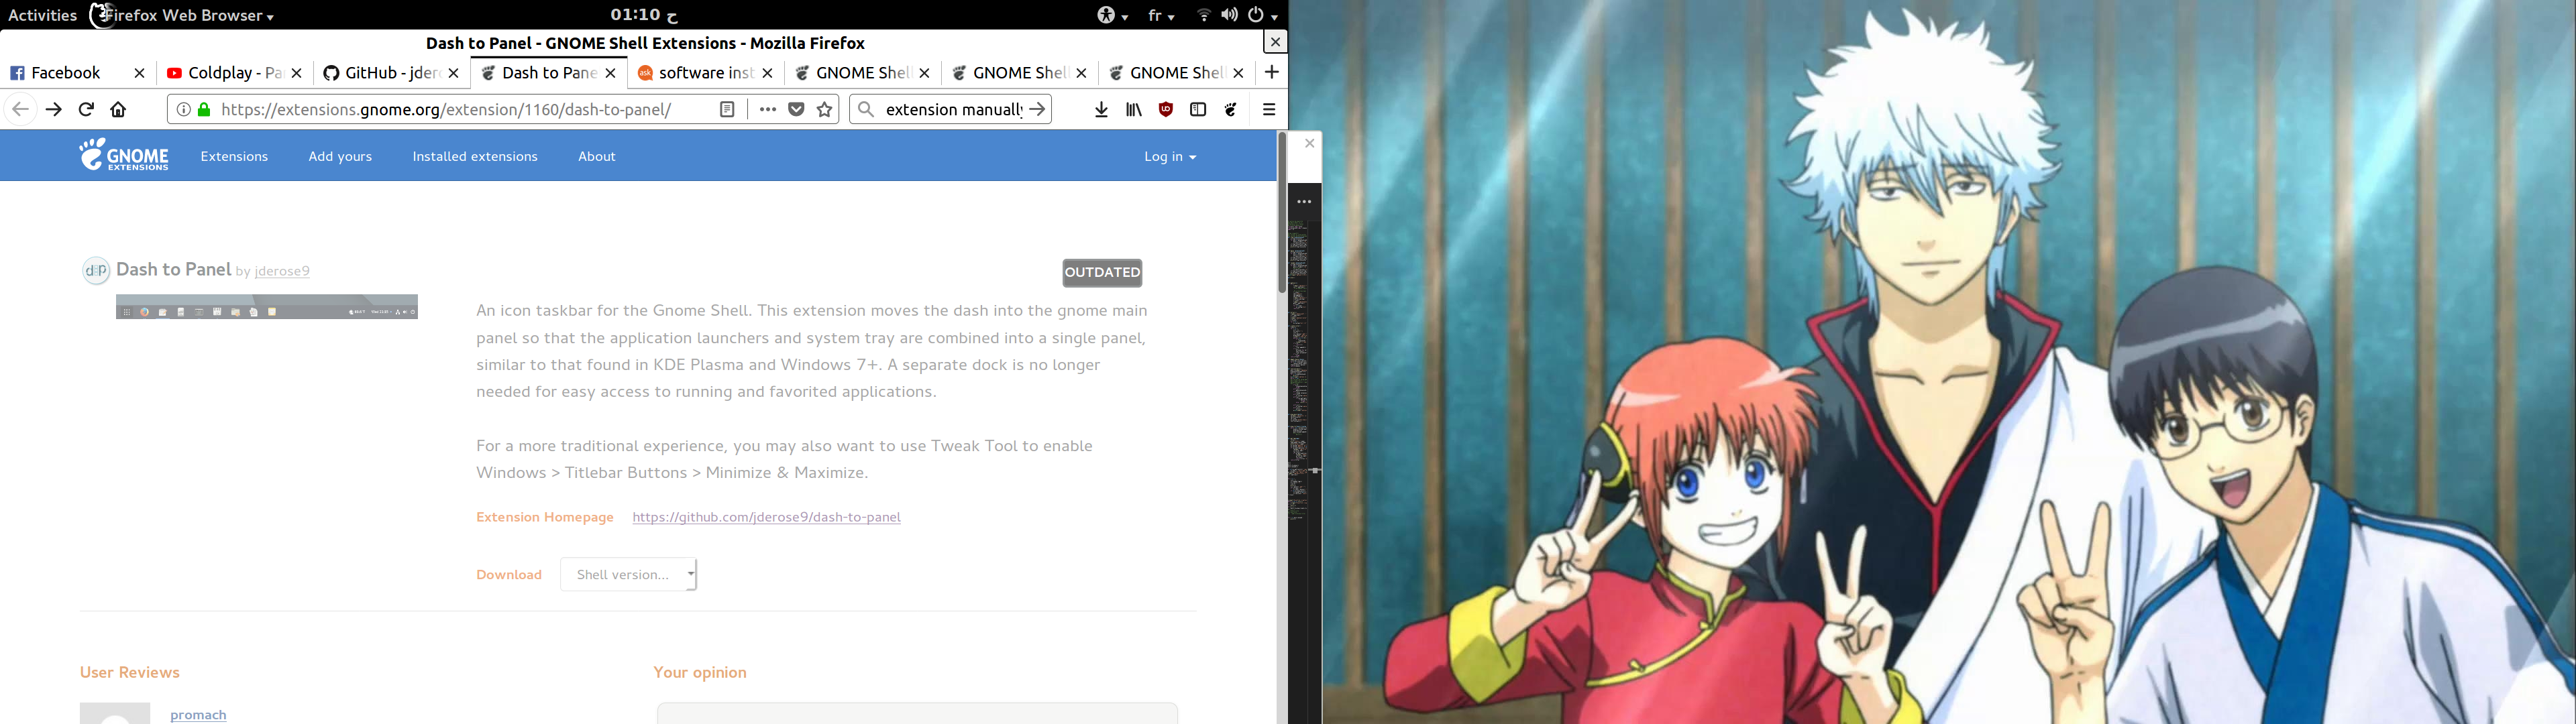 Activities Firefox Web Browser ح 01:10 fr
Dash to Panel - GNOME Shell Extensions - Mozilla Firefox
Facebook Coldplay - Pa GitHub - jder Dash to Pane ask software inst GNOME Shel GNOME Shel GNOME Shel
https://extensions.gnome.org/extension/1160/dash-to-panel/ extension manually
GNOME EXTENSIONS Extensions Add yours Installed extensions About Log in
Dash to Panel by jderose9 OUTDATED
An icon taskbar for the Gnome Shell. This extension moves the dash into the gnome main
panel so that the application launchers and system tray are combined into a single panel,
similar to that found in KDE Plasma and Windows 7+. A separate dock is no longer
needed for easy access to running and favorited applications.
For a more traditional experience, you may also want to use Tweak Tool to enable
Windows > Titlebar Buttons > Minimize & Maximize.
Extension Homepage https://github.com/jderose9/dash-to-panel
Download Shell version...
User Reviews Your opinion
promach